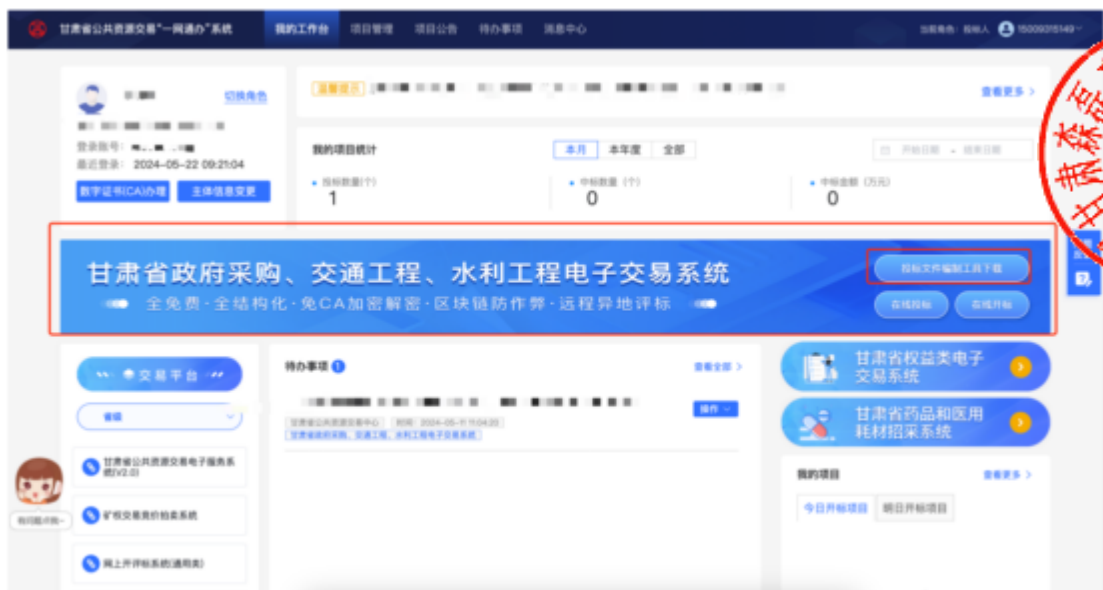 甘肃省公共资源交易“一网通办”系统
我的工作台 项目管理 项目公告 待办事项 消息中心
当前角色：投标人 15009315149
切换角色
登录账号：
最近登录： 2024-05-22 09:21:04
数字证书(CA)办理 主体信息变更
温馨提示
查看更多 >
我的项目统计
本月 本年度 全部
开始日期 - 结束日期
投标数量(个)
1
中标数量（个）
0
中标金额（万元）
0
甘肃省政府采购、交通工程、水利工程电子交易系统
全免费·全结构化·免CA加密解密·区块链防作弊·远程异地评标
投标文件编制工具下载
在线投标 在线开标
交易平台
省级
甘肃省公共资源交易电子服务系
统(V2.0)
矿权交易竞价拍卖系统
网上开评标系统(通用类)
有问题点我~
待办事项 1
查看全部 >
操作
甘肃省公共资源交易中心 时间：2024-05-11 11:04:23
甘肃省政府采购、交通工程、水利工程电子交易系统
甘肃省权益类电子
交易系统
甘肃省药品和医用
耗材招采系统
我的项目
查看更多 >
今日开标项目 明日开标项目
甘肃森